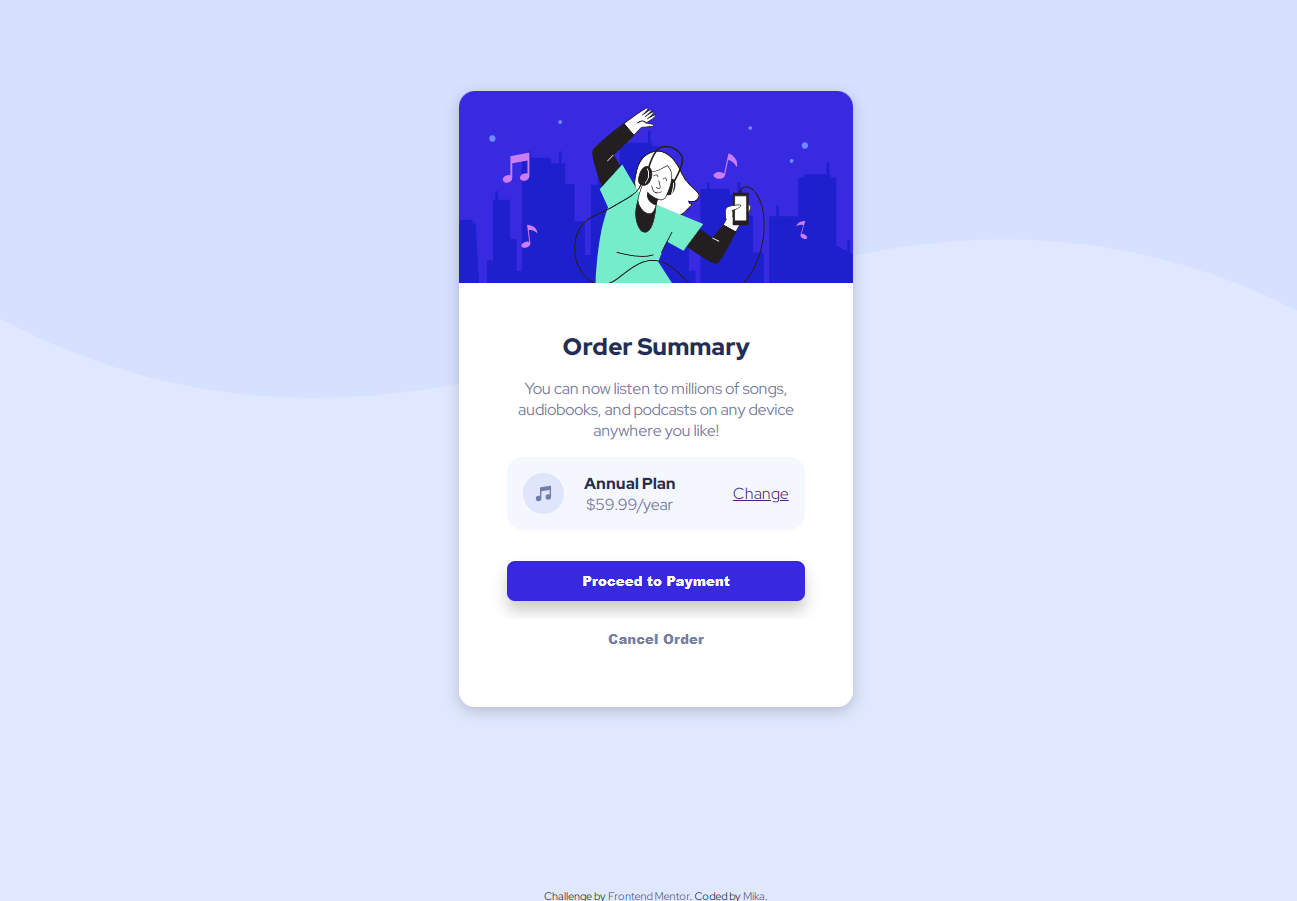 Order Summary
You can now listen to millions of songs,
audiobooks, and podcasts on any device
anywhere you like!
Annual Plan
$59.99/year
Change
Proceed to Payment
Cancel Order
Challenge by Frontend Mentor. Coded by Mika.